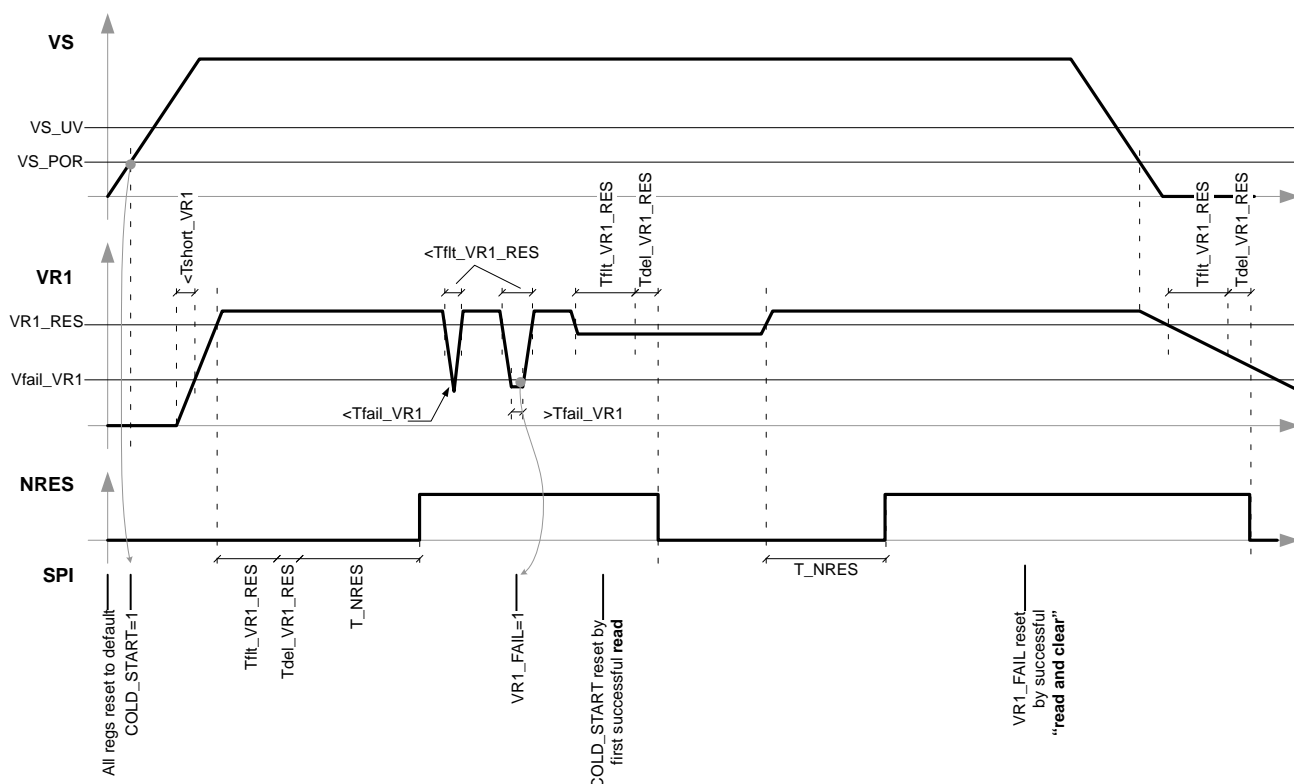 VS
VS_UV
VS_POR
<Tshort_VR1
Tflt_VR1_RES
Tdel_VR1_RES
Tflt_VR1_RES
Tdel_VR1_RES
<Tflt_VR1_RES
VR1
VR1_RES
Vfail_VR1
<Tfail_VR1
>Tfail_VR1
NRES
SPI
Tflt_VR1_RES
Tdel_VR1_RES
T_NRES
T_NRES
All regs reset to default
COLD_START=1
VR1_FAIL=1
COLD_START reset by
first successful read
VR1_FAIL reset
by successful
“read and clear”